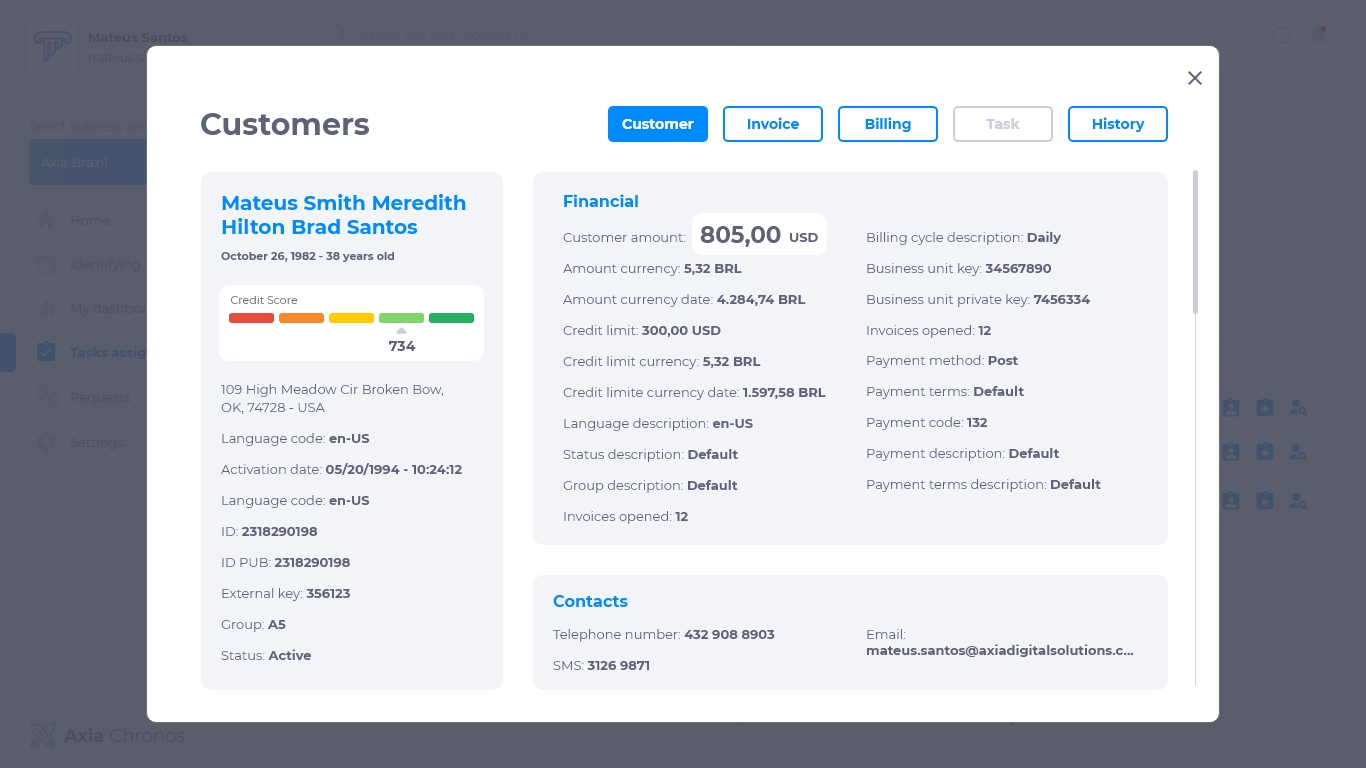 Mateus Santos
mateus.sa
What are you looking for?
Select business uni
Axia Brazil
Home
Identifying
My dashboa
Tasks assig
Requests
Settings
Axia Chronos
Customers
Customer
Invoice
Billing
Task
History
Mateus Smith Meredith
Hilton Brad Santos
October 26, 1982 - 38 years old
Credit Score
734
109 High Meadow Cir Broken Bow,
OK, 74728 - USA
Language code: en-US
Activation date: 05/20/1994 - 10:24:12
Language code: en-US
ID: 2318290198
ID PUB: 2318290198
External key: 356123
Group: A5
Status: Active
Financial
Customer amount: 805,00 USD
Amount currency: 5,32 BRL
Amount currency date: 4.284,74 BRL
Credit limit: 300,00 USD
Credit limit currency: 5,32 BRL
Credit limite currency date: 1.597,58 BRL
Language description: en-US
Status description: Default
Group description: Default
Invoices opened: 12
Billing cycle description: Daily
Business unit key: 34567890
Business unit private key: 7456334
Invoices opened: 12
Payment method: Post
Payment terms: Default
Payment code: 132
Payment description: Default
Payment terms description: Default
Contacts
Telephone number: 432 908 8903
SMS: 3126 9871
Email:
mateus.santos@axiadigitalsolutions.c...